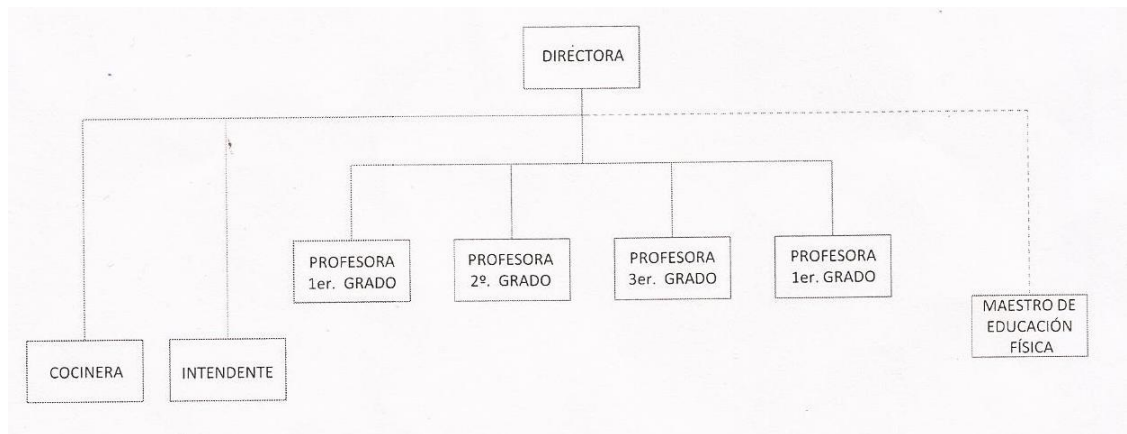 DIRECTORA
PROFESORA
1er. GRADO
PROFESORA
2º. GRADO
PROFESORA
3er. GRADO
PROFESORA
1er. GRADO
MAESTRO DE
EDUCACIÓN
FÍSICA
COCINERA
INTENDENTE